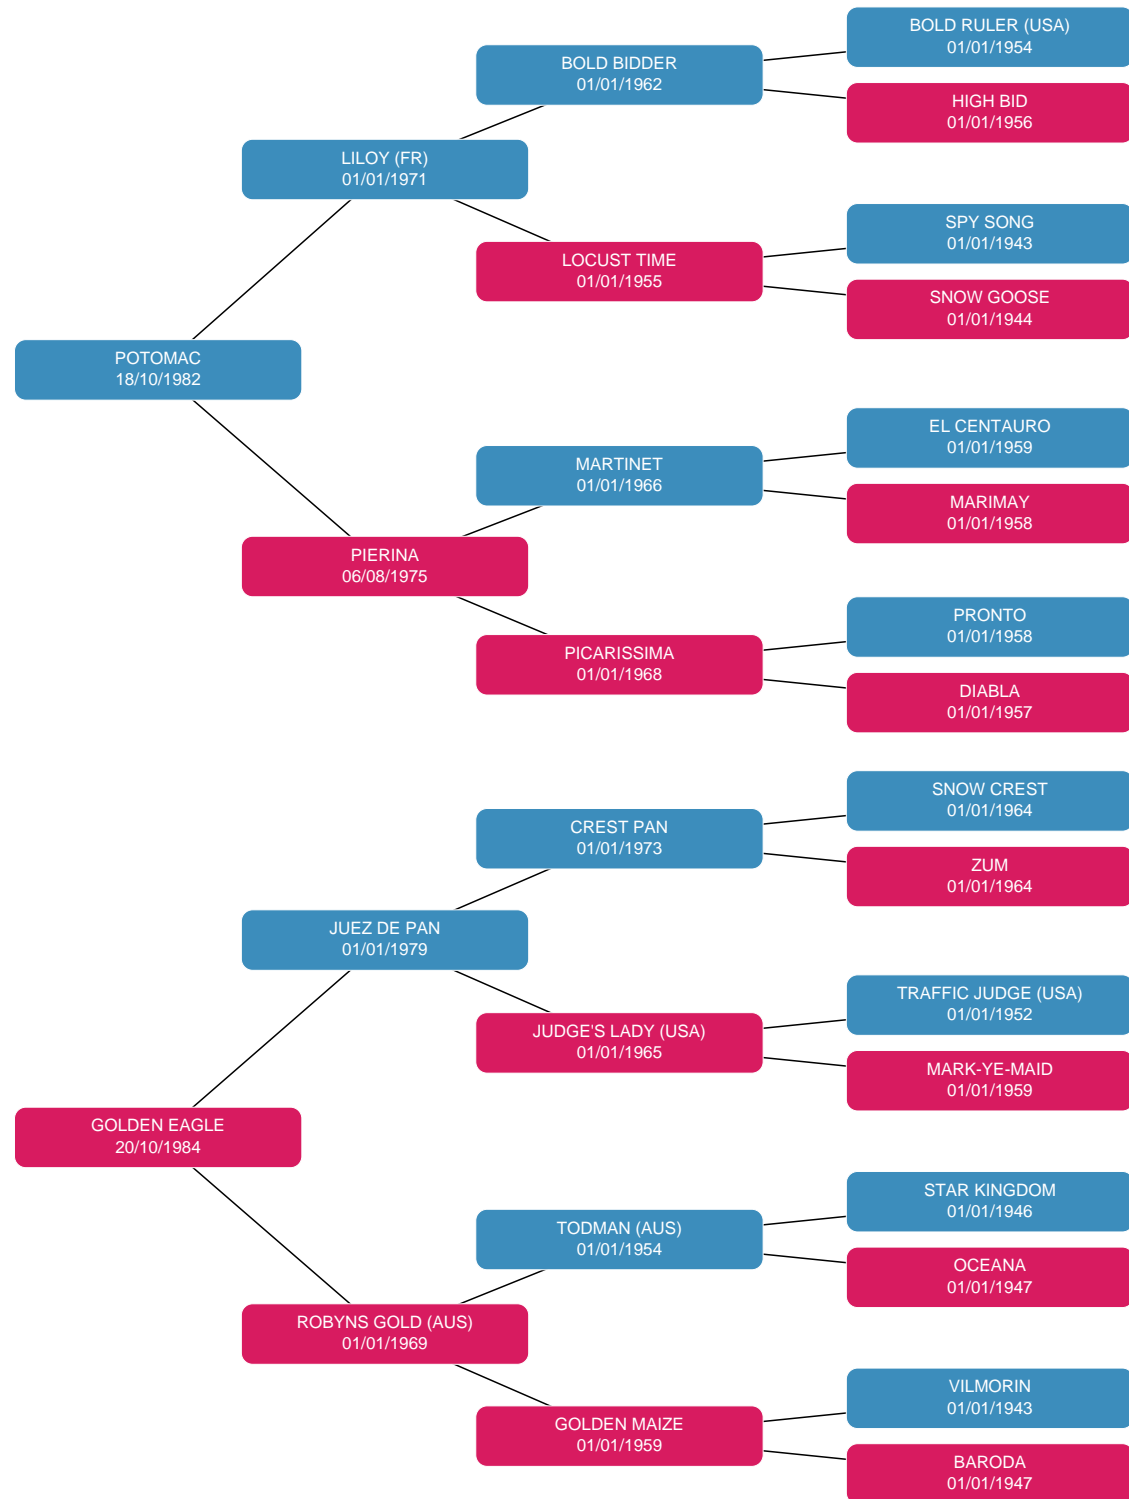 BOLD RULER (USA)
01/01/1954
BOLD BIDDER
01/01/1962
HIGH BID
01/01/1956
LILOY (FR)
01/01/1971
SPY SONG
01/01/1943
LOCUST TIME
01/01/1955
SNOW GOOSE
01/01/1944
POTOMAC
18/10/1982
EL CENTAURO
01/01/1959
MARTINET
01/01/1966
MARIMAY
01/01/1958
PIERINA
06/08/1975
PRONTO
01/01/1958
PICARISSIMA
01/01/1968
DIABLA
01/01/1957
SNOW CREST
01/01/1964
CREST PAN
01/01/1973
ZUM
01/01/1964
JUEZ DE PAN
01/01/1979
TRAFFIC JUDGE (USA)
01/01/1952
JUDGE'S LADY (USA)
01/01/1965
MARK-YE-MAID
01/01/1959
GOLDEN EAGLE
20/10/1984
STAR KINGDOM
01/01/1946
TODMAN (AUS)
01/01/1954
OCEANA
01/01/1947
ROBYNS GOLD (AUS)
01/01/1969
VILMORIN
01/01/1943
GOLDEN MAIZE
01/01/1959
BARODA
01/01/1947